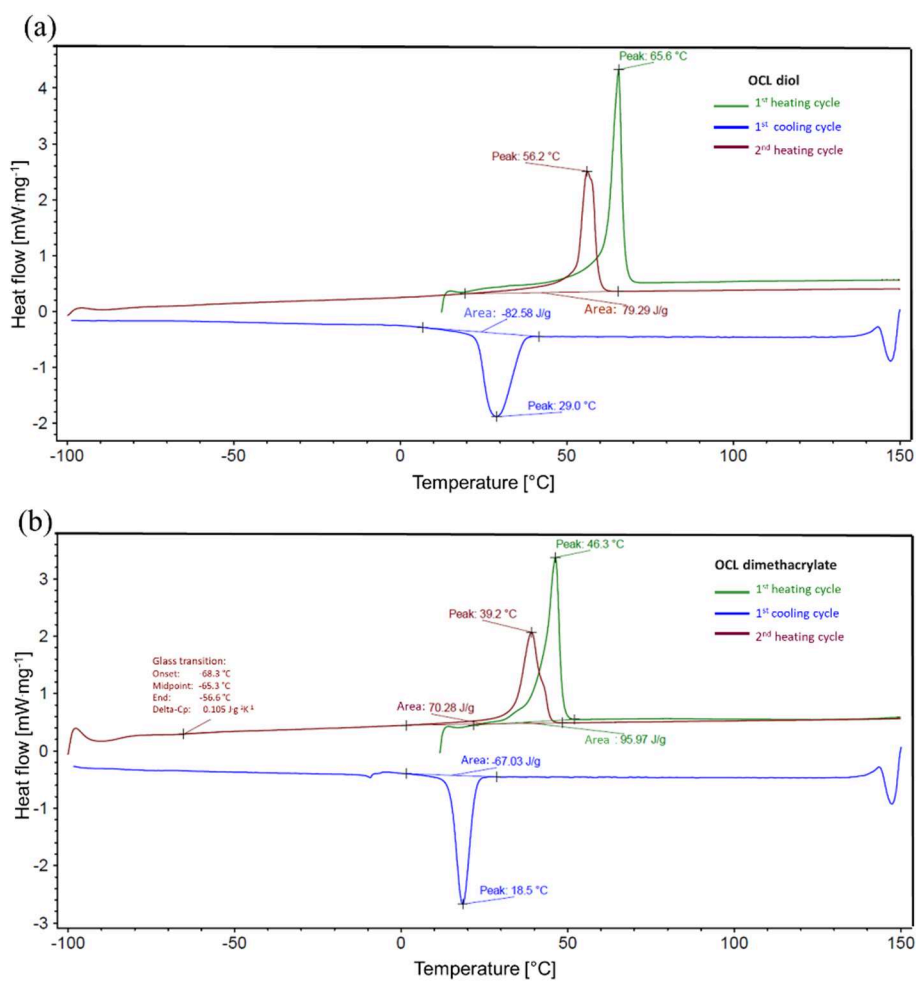 (a)
Peak: 65.6 °C
OCL diol
1st heating cycle
1st cooling cycle
2nd heating cycle
Peak: 56.2 °C
Area: -82.58 J/g
Area: 79.29 J/g
Peak: 29.0 °C
Heat flow [mW·mg-1)
4
3
2
1
0
-1
-2
-100
-50
0
50
100
150
Temperature [°C]
(b)
Peak: 46.3 °C
OCL dimethacrylate
1st heating cycle
1st cooling cycle
2nd heating cycle
Peak: 39.2 °C
Glass transition:
Onset: -68.3 °C
Midpoint: -65.3 °C
End: -56.6 °C
Delta-Cp: 0.105
Area: 70.28 J/g
Area : 95.97 J/g
Area: -67.03 J/g
Peak: 18.5 °C
Heat flow [mW·mg-1)
3
2
1
0
-1
-2
-3
-100
-50
0
50
100
150
Temperature [°C]